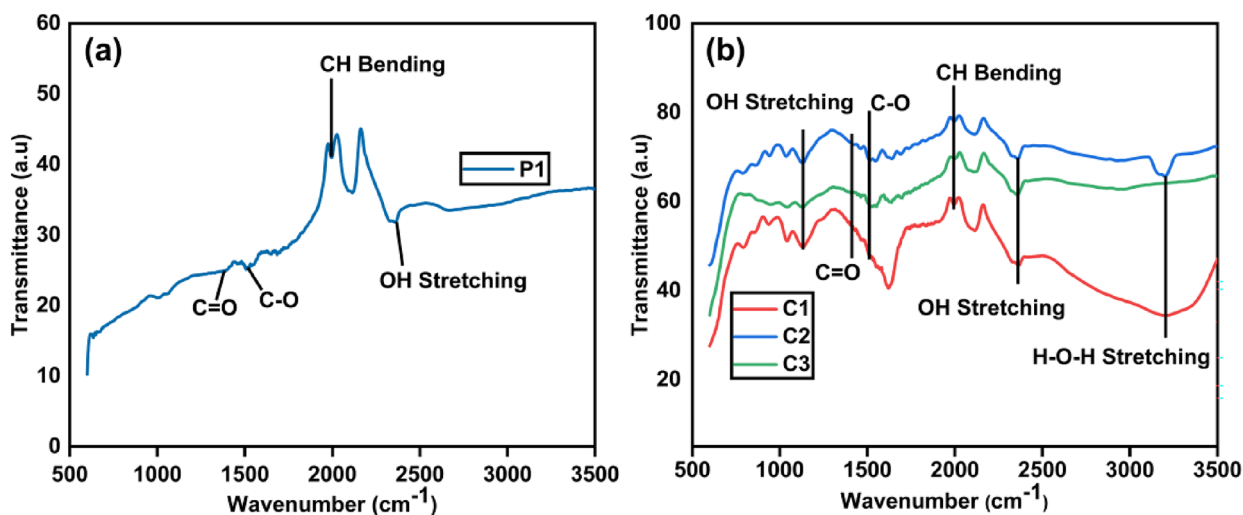 (a)
60
50
40
30
20
10
0
Transmittance (a.u)
CH Bending
P1
C=O
C-O
OH Stretching
500 1000 1500 2000 2500 3000 3500
Wavenumber (cm-1)
(b)
100
80
60
40
20
Transmittance (a.u)
CH Bending
OH Stretching
C-O
C=O
OH Stretching
H-O-H Stretching
C1
C2
C3
500 1000 1500 2000 2500 3000 3500
Wavenumber (cm-1)